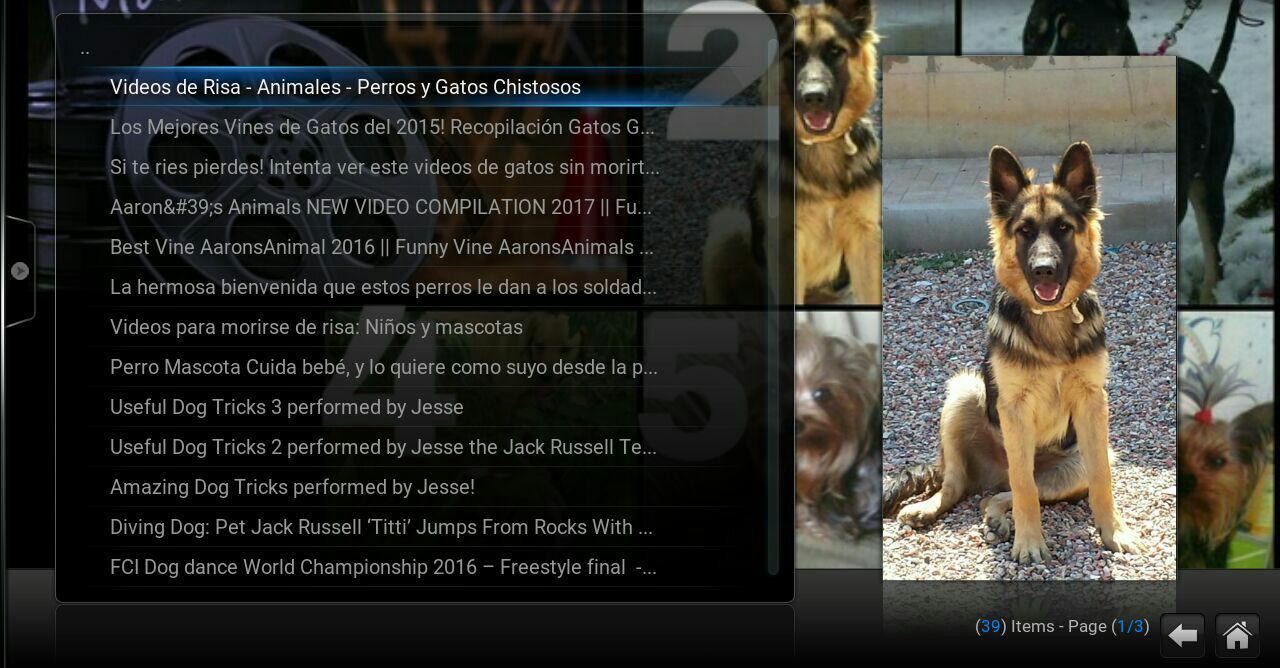 ..
Videos de Risa - Animales - Perros y Gatos Chistosos
Los Mejores Vines de Gatos del 2015! Recopilación Gatos G...
Si te ries pierdes! Intenta ver este videos de gatos sin morirt...
Aaron&#39;s Animals NEW VIDEO COMPILATION 2017 || Fu...
Best Vine AaronsAnimal 2016 || Funny Vine AaronsAnimals ...
La hermosa bienvenida que estos perros le dan a los soldad...
Videos para morirse de risa: Niños y mascotas
Perro Mascota Cuida bebé, y lo quiere como suyo desde la p...
Useful Dog Tricks 3 performed by Jesse
Useful Dog Tricks 2 performed by Jesse the Jack Russell Te...
Amazing Dog Tricks performed by Jesse!
Diving Dog: Pet Jack Russell ‘Titti’ Jumps From Rocks With ...
FCI Dog dance World Championship 2016 – Freestyle final  -...
2
4
5
(39) Items - Page (1/3)